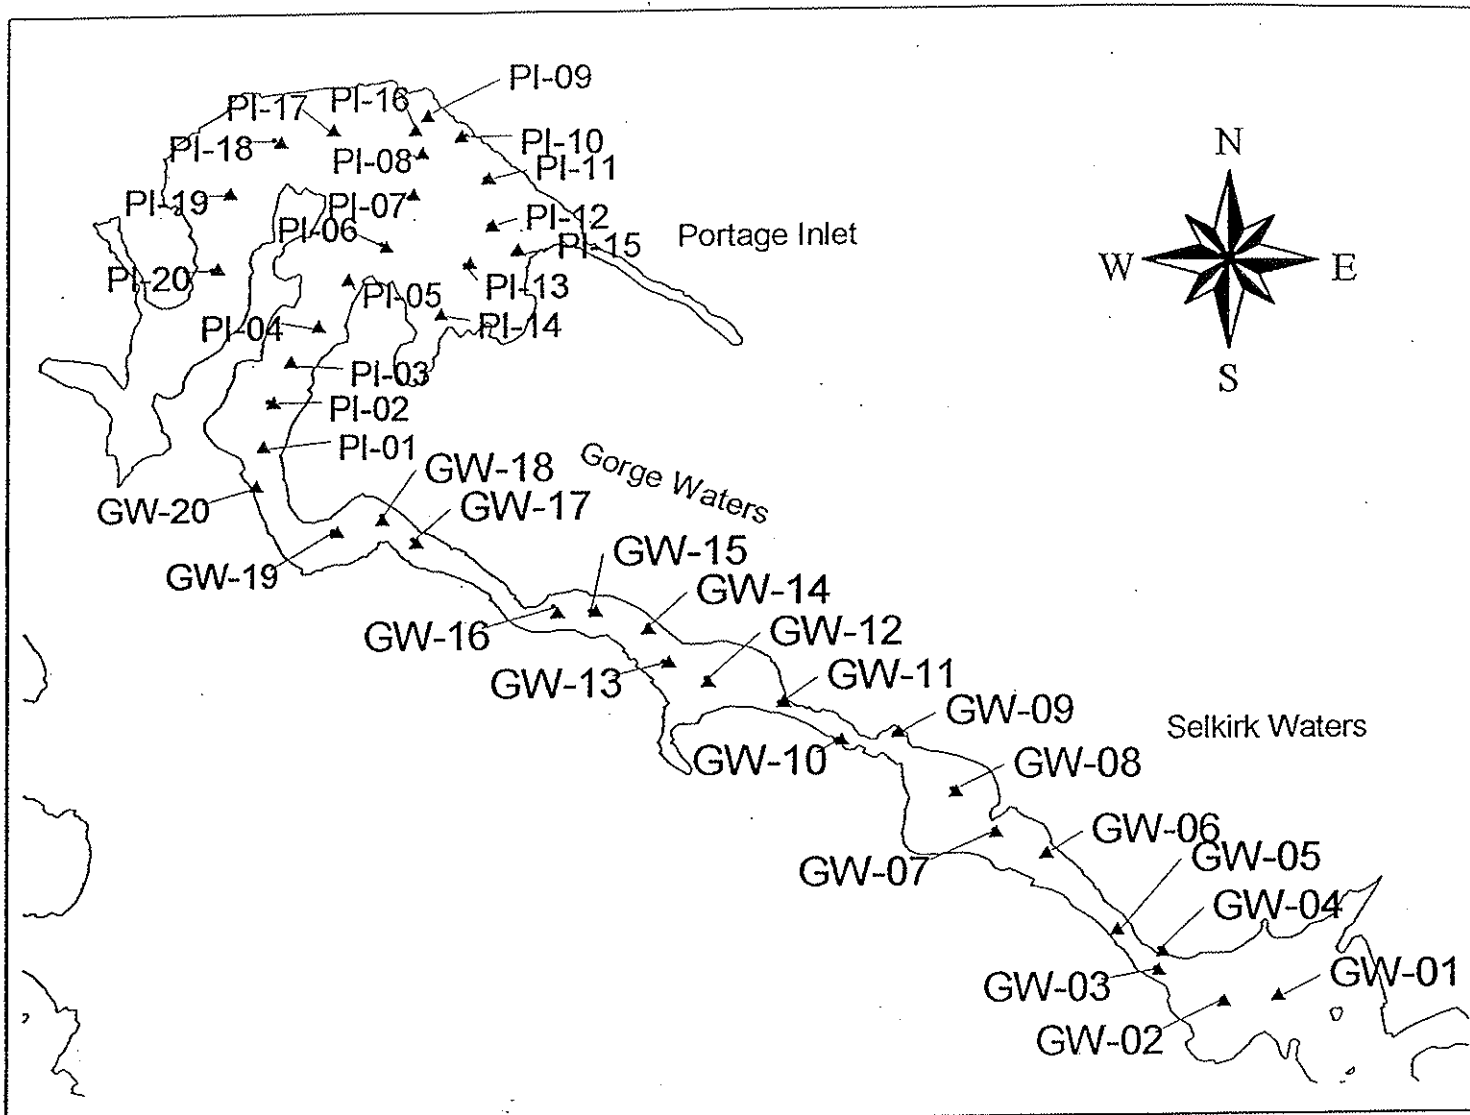 PI-09
PI-16
PI-17
PI-10
PI-18
PI-08
PI-11
N
PI-19
PI-07
PI-12
PI-06
Portage Inlet
PI-15
W
E
PI-20
PI-13
PI-05
PI-04
PI-14
PI-03
S
PI-02
PI-01
GW-18
Gorge Waters
GW-20
GW-17
GW-15
GW-19
GW-14
GW-16
GW-12
GW-13
GW-11
GW-09
Selkirk Waters
GW-10
GW-08
GW-06
GW-05
GW-07
GW-04
GW-01
GW-03
GW-02